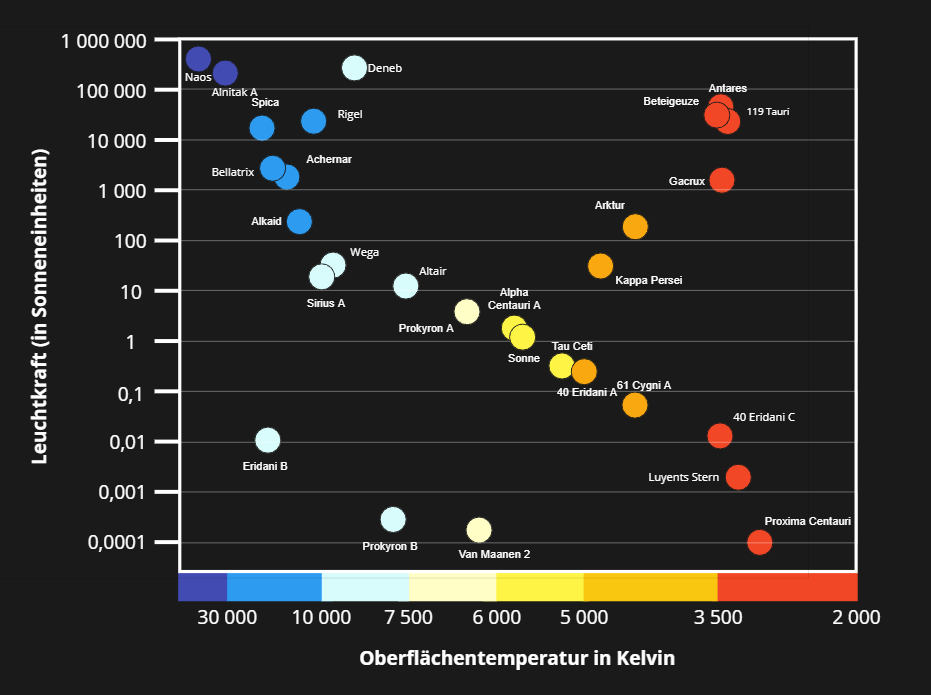 1 000 000
Deneb
Naos
100 000
Alnitak A
Antares
Beteigeuze
Spica
119 Tauri
Rigel
10 000
Achernar
Bellatrix
Gacrux
1 000
Arktur
Alkaid
100
Wega
Altair
Kappa Persei
10
Alpha
Centauri A
Sirius A
Prokyron A
1
Tau Ceti
Sonne
61 Cygni A
40 Eridani A
0,1
40 Eridani C
0,01
Eridani B
Luyents Stern
0,001
Proxima Centauri
0,0001
Prokyron B
Van Maanen 2
Leuchtkraft (in Sonneneinheiten)
30 000
10 000
7 500
6 000
5 000
3 500
2 000
Oberflächentemperatur in Kelvin